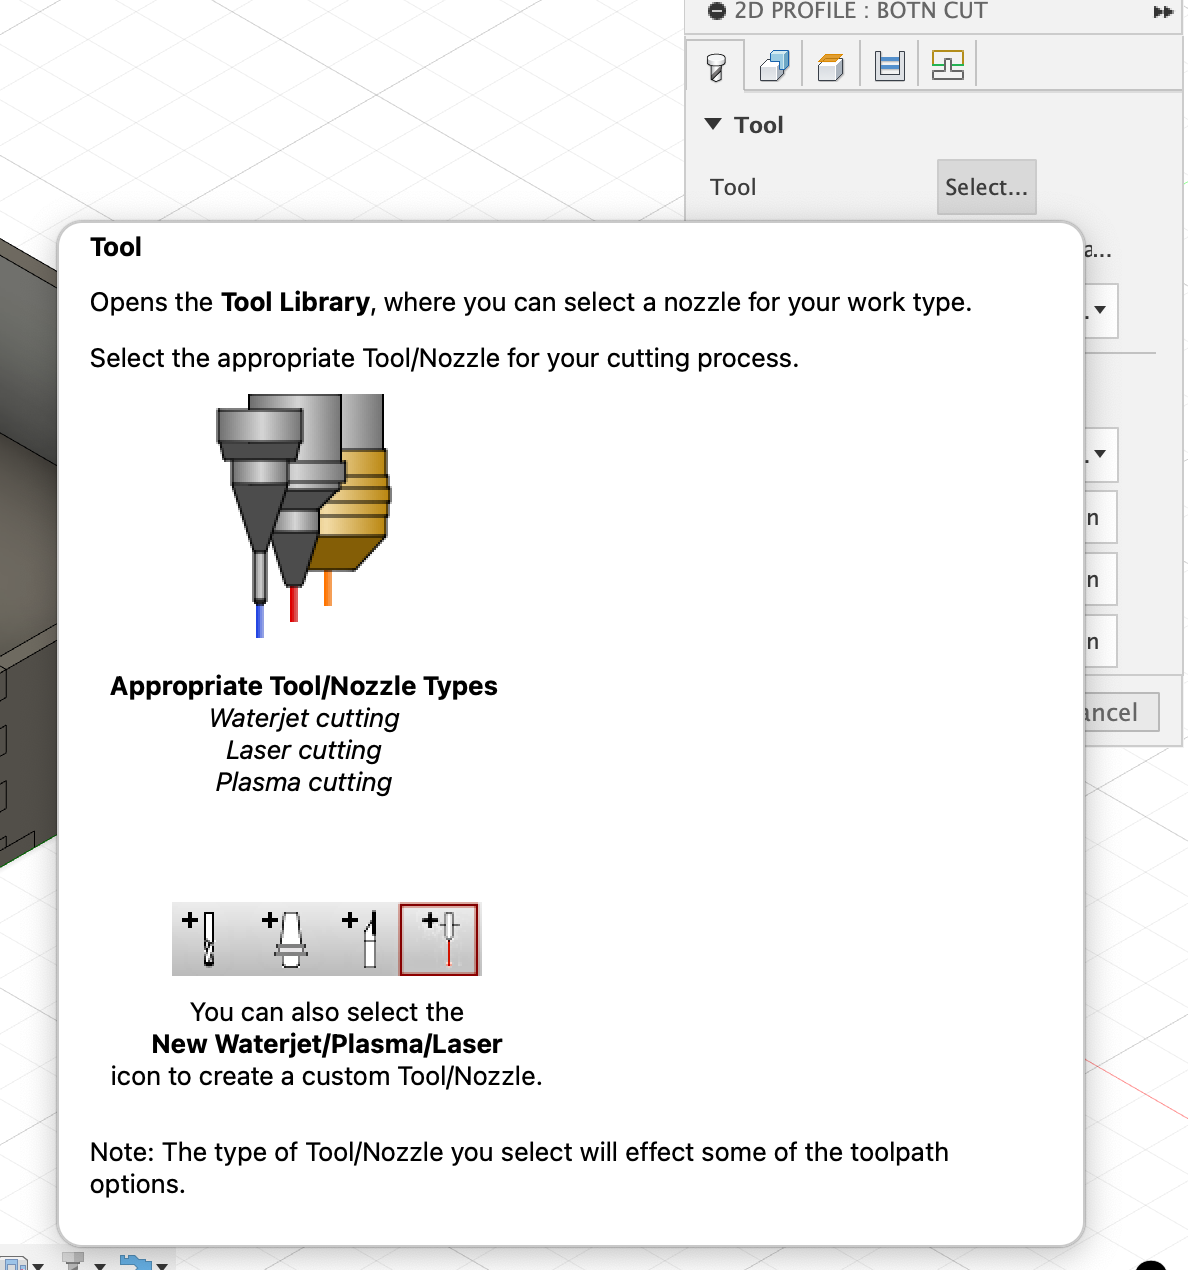 2D PROFILE : BOTN CUT
Tool
Tool
Select...
Tool
Opens the Tool Library, where you can select a nozzle for your work type.
Select the appropriate Tool/Nozzle for your cutting process.
Appropriate Tool/Nozzle Types
Waterjet cutting
Laser cutting
Plasma cutting
You can also select the
New Waterjet/Plasma/Laser
icon to create a custom Tool/Nozzle.
Note: The type of Tool/Nozzle you select will effect some of the toolpath
options.